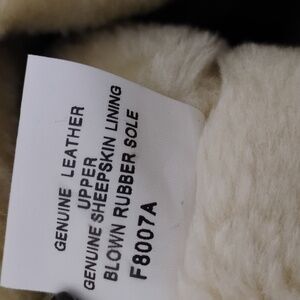 GENUINE LEATHER
UPPER
GENUINE SHEEPSKIN LINING
BLOWN RUBBER SOLE
F8007A